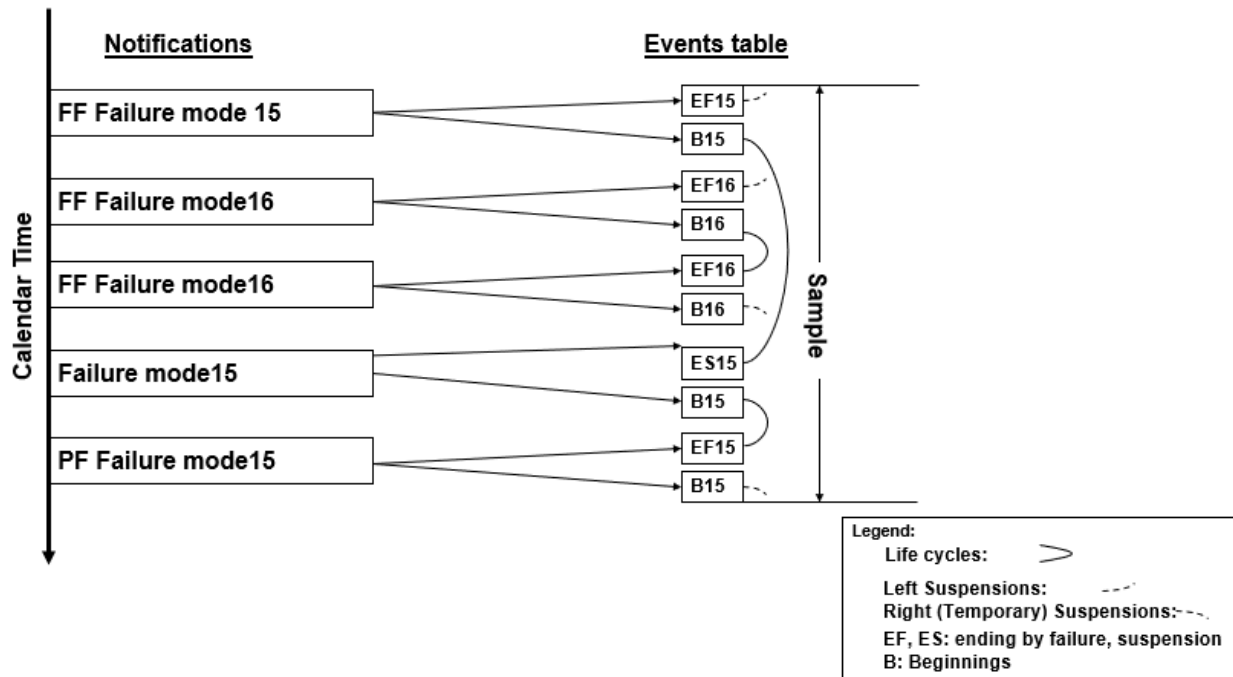 Notifications
Events table
Calendar Time
FF Failure mode 15
EF15
B15
FF Failure mode16
EF16
B16
FF Failure mode16
EF16
B16
Failure mode15
ES15
B15
PF Failure mode15
EF15
B15
Sample
Legend:
Life cycles:
Left Suspensions:
Right (Temporary) Suspensions:
EF, ES: ending by failure, suspension
B: Beginnings